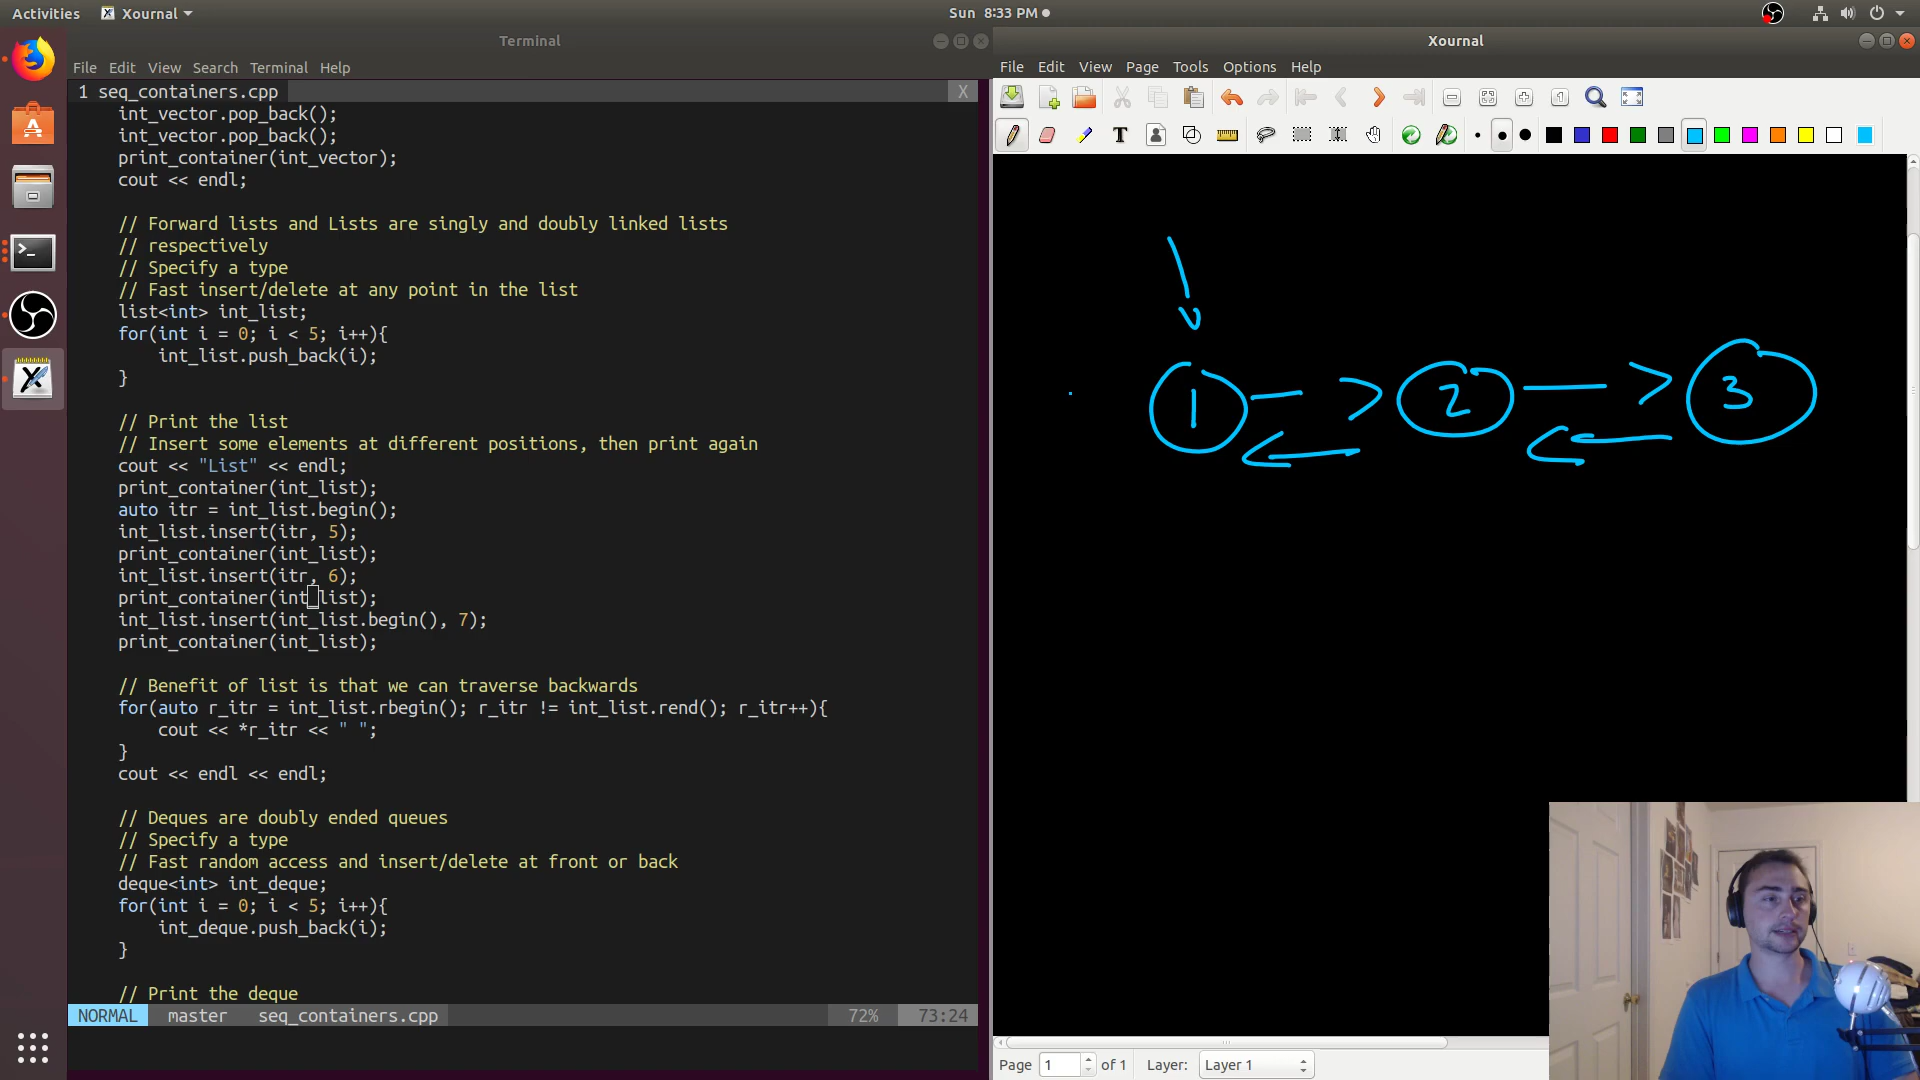 Activities Xournal Sun 8:33 PM
Terminal
File Edit View Search Terminal Help
1 seq_containers.cpp X
int_vector.pop_back();
int_vector.pop_back();
print_container(int_vector);
cout << endl;
// Forward lists and Lists are singly and doubly linked lists
// respectively
// Specify a type
// Fast insert/delete at any point in the list
list<int> int_list;
for(int i = 0; i < 5; i++){
int_list.push_back(i);
}
// Print the list
// Insert some elements at different positions, then print again
cout << "List" << endl;
print_container(int_list);
auto itr = int_list.begin();
int_list.insert(itr, 5);
print_container(int_list);
int_list.insert(itr, 6);
print_container(int_list);
int_list.insert(int_list.begin(), 7);
print_container(int_list);
// Benefit of list is that we can traverse backwards
for(auto r_itr = int_list.rbegin(); r_itr != int_list.rend(); r_itr++){
cout << *r_itr << " ";
}
cout << endl << endl;
// Deques are doubly ended queues
// Specify a type
// Fast random access and insert/delete at front or back
deque<int> int_deque;
for(int i = 0; i < 5; i++){
int_deque.push_back(i);
}
// Print the deque
NORMAL master seq_containers.cpp 72% 73:24
Xournal
File Edit View Page Tools Options Help
1 2 3
Page 1 of 1 Layer: Layer 1